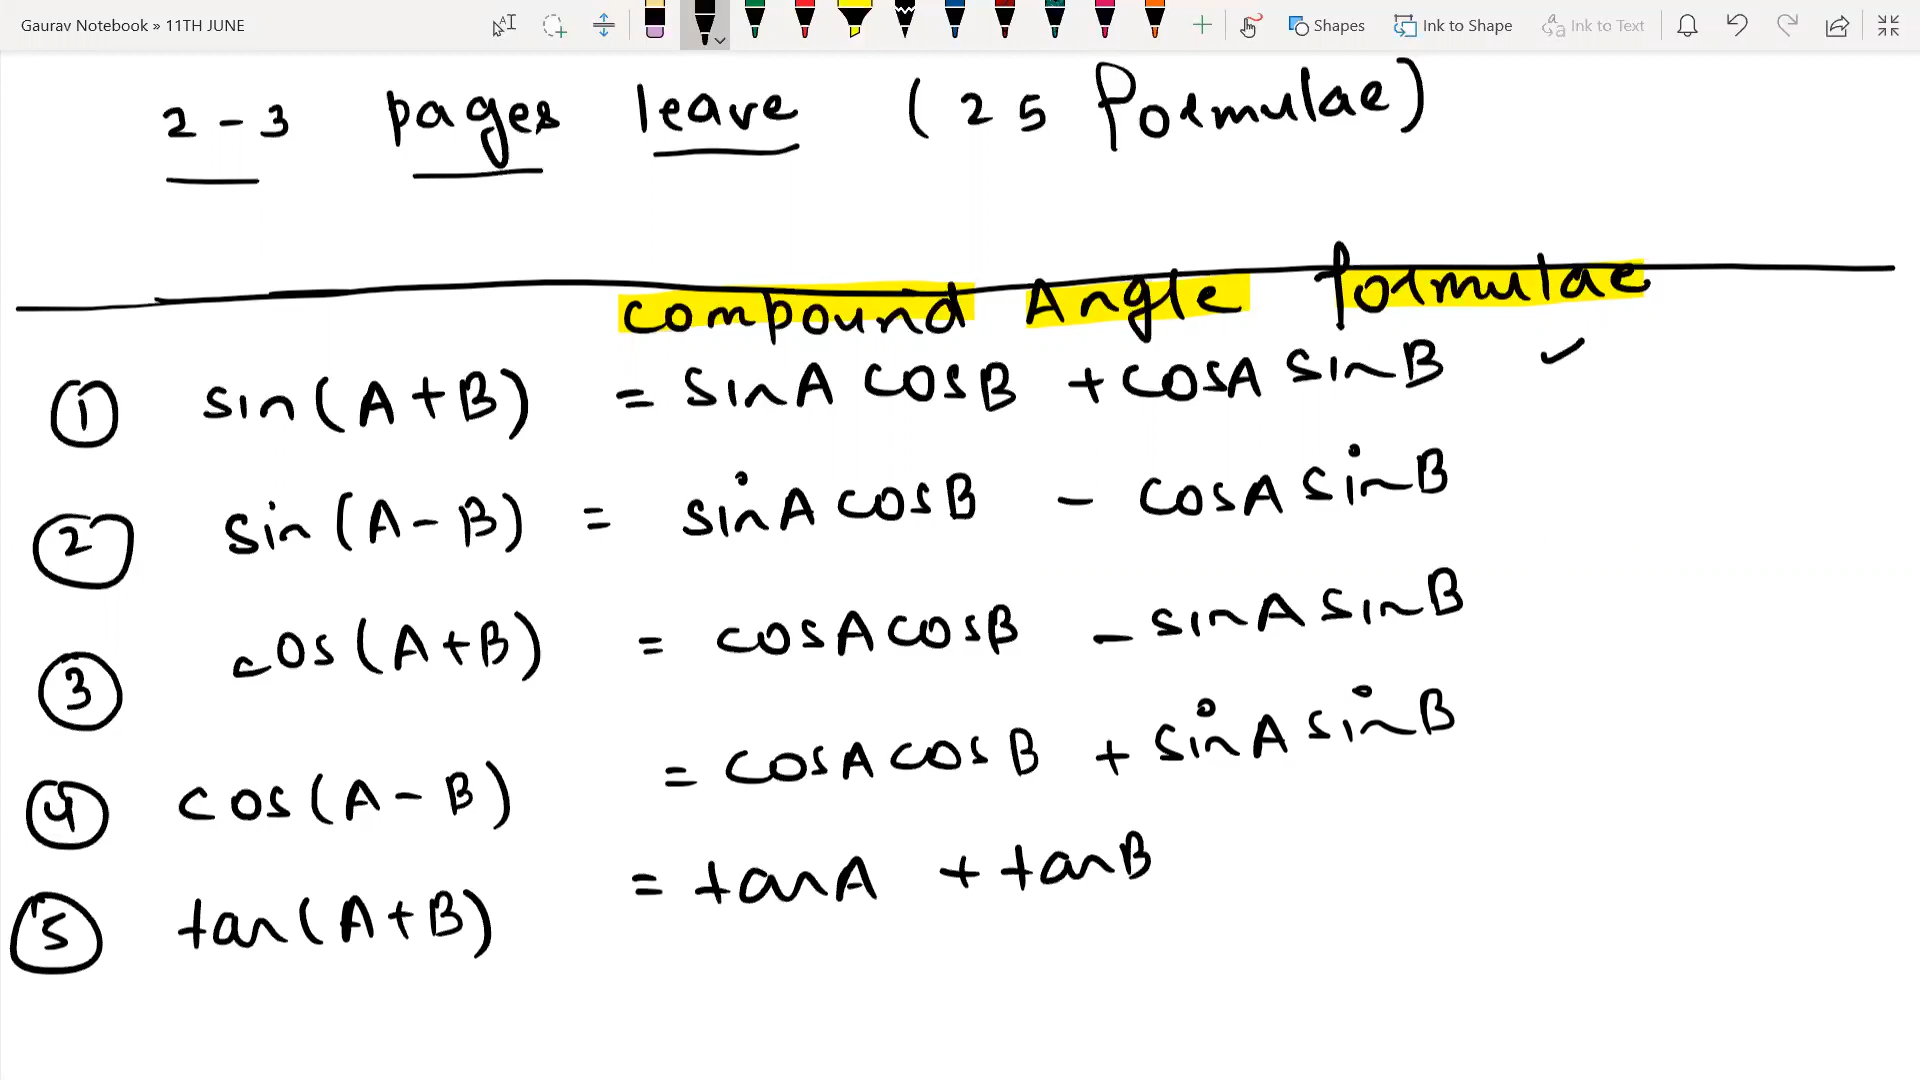 Gaurav Notebook » 11TH JUNE Shapes Ink to Shape Ink to Text
2 - 3 pages leave (25 formulae)
compound Angle formulae
① sin(A+B) = sinA cosB + cosA sinB ✓
② sin(A-B) = sinA cosB - cosA sinB
③ cos(A+B) = cosA cosB - sinA sinB
④ cos(A-B) = cosA cosB + sinA sinB
⑤ tan(A+B) = tanA + tanB